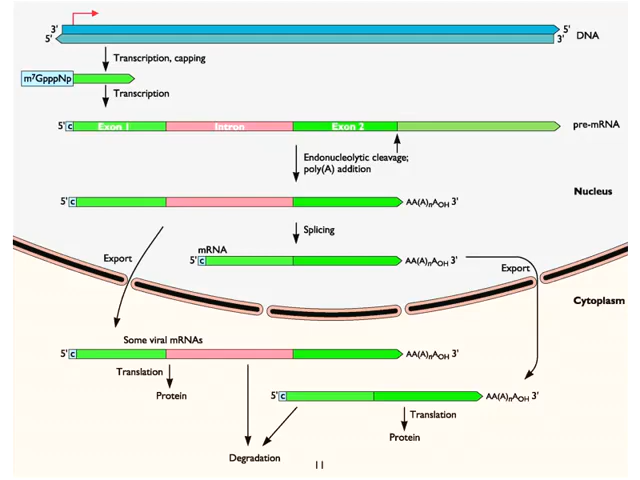 3' 5'
5' 3' DNA
Transcription, capping
m⁷GpppNp
Transcription
5' c Exon 1 Intron Exon 2 pre-mRNA
Endonucleolytic cleavage;
poly(A) addition
Nucleus
5' c AA(A)ₙAOH 3'
Splicing
mRNA
5' c AA(A)ₙAOH 3'
Export Export
Cytoplasm
Some viral mRNAs
5' c AA(A)ₙAOH 3'
Translation
Protein
5' c AA(A)ₙAOH 3'
Translation
Protein
Degradation
11